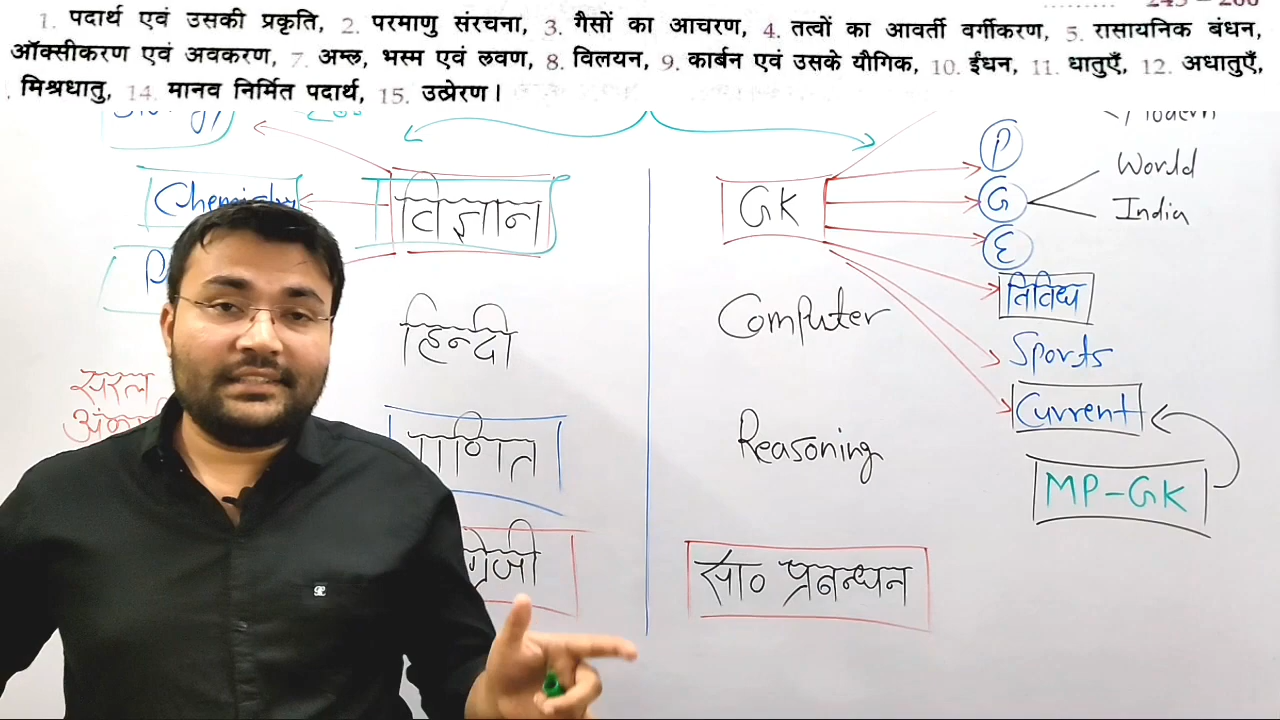 1. पदार्थ एवं उसकी प्रकृति, 2. परमाणु संरचना, 3. गैसों का आचरण, 4. तत्वों का आवर्ती वर्गीकरण, 5. रासायनिक बंधन,
ऑक्सीकरण एवं अवकरण, 7. अम्ल, भस्म एवं लवण, 8. विलयन, 9. कार्बन एवं उसके यौगिक, 10. ईंधन, 11. धातुएँ, 12. अधातुएँ,
मिश्रधातु, 14. मानव निर्मित पदार्थ, 15. उत्प्रेरण।
Chemistry
विज्ञान
हिन्दी
सरल
गणित
GK
Computer
Reasoning
सा० प्रबन्धन
P
World
G
India
E
विविध
Sports
Current
MP-GK